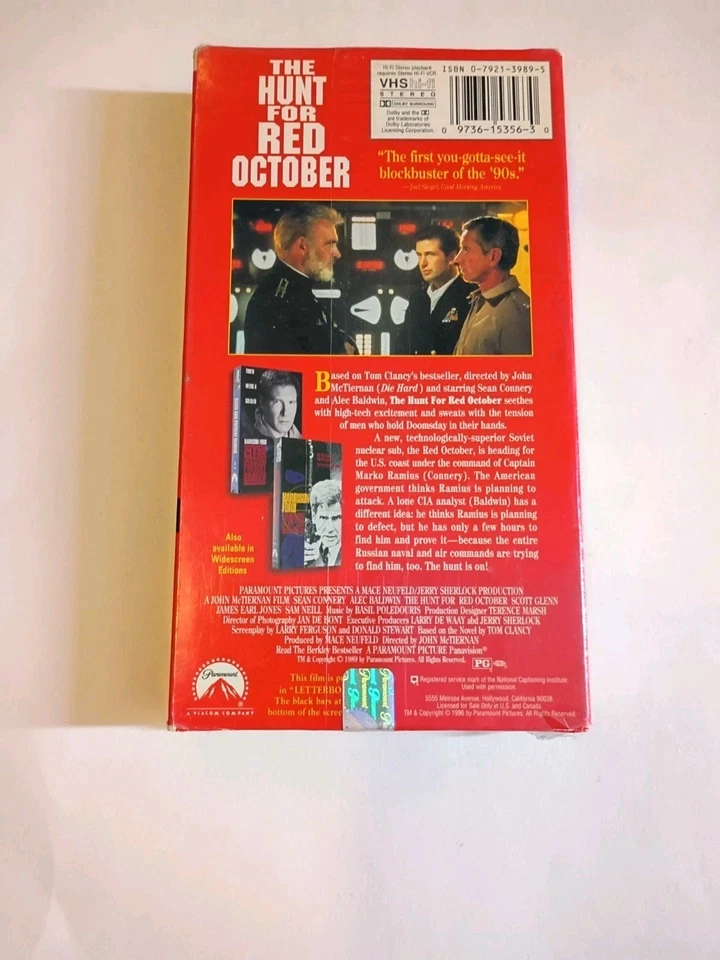 THE
HUNT
FOR
RED
OCTOBER
Hi-Fi Stereo playback
requires Stereo Hi-Fi VCR
VHS hi-fi
STEREO
DOLBY SURROUND
Dolby and the
are trademarks of
Dolby Laboratories
Licensing Corporation.
ISBN 0-7921-3989-5
0 9736-15356-3 0
“The first you-gotta-see-it
blockbuster of the '90s.”
—Joel Siegel, Good Morning America
HARRISON
FORD
Based on Tom Clancy's bestseller, directed by John
McTiernan (Die Hard) and starring Sean Connery
and Alec Baldwin, The Hunt For Red October seethes
with high-tech excitement and sweats with the tension
of men who hold Doomsday in their hands.
A new, technologically-superior Soviet
nuclear sub, the Red October, is heading for
the U.S. coast under the command of Captain
Marko Ramius (Connery). The American
government thinks Ramius is planning to
attack. A lone CIA analyst (Baldwin) has a
different idea: he thinks Ramius is planning
to defect, but he has only a few hours to
find him and prove it—because the entire
Russian naval and air commands are trying
to find him, too. The hunt is on!
Also
available in
Widescreen
Editions
PARAMOUNT PICTURES PRESENTS A MACE NEUFELD/JERRY SHERLOCK PRODUCTION
A JOHN McTIERNAN FILM SEAN CONNERY ALEC BALDWIN THE HUNT FOR RED OCTOBER SCOTT GLENN
JAMES EARL JONES SAM NEILL Music by BASIL POLEDOURIS Production Designer TERENCE MARSH
Director of Photography JAN DE BONT Executive Producers LARRY DE WAAY and JERRY SHERLOCK
Screenplay by LARRY FERGUSON and DONALD STEWART Based on the Novel by TOM CLANCY
Produced by MACE NEUFELD Directed by JOHN McTIERNAN
Read The Berkley Bestseller A PARAMOUNT PICTURE Panavision®
TM & Copyright © 1989 by Paramount Pictures. All Rights Reserved. PG
Paramount
A VIACOM COMPANY
This film is p
in “LETTERBO
The black bars at
bottom of the scree
Registered service mark of the National Captioning Institute.
Used with permission.
5555 Melrose Avenue, Hollywood, California 90038.
Licensed for Sale Only in U.S. and Canada.
TM & Copyright © 1996 by Paramount Pictures. All Rights Reserved.